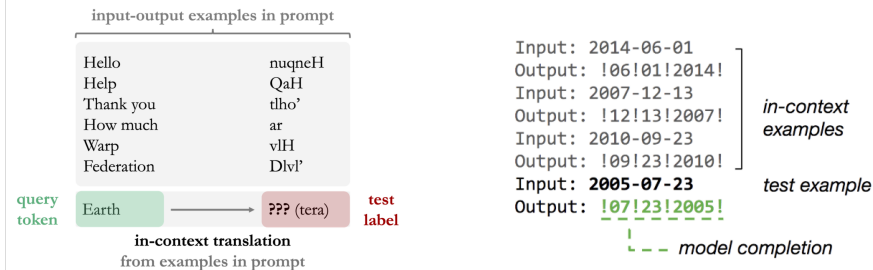 input-output examples in prompt
Hello nuqneH
Help QaH
Thank you tlho’
How much ar
Warp vlH
Federation Dlvl’
query token
Earth ??? (tera)
test label
in-context translation
from examples in prompt
Input: 2014-06-01
Output: !06!01!2014!
Input: 2007-12-13
Output: !12!13!2007!
Input: 2010-09-23
Output: !09!23!2010!
in-context examples
Input: 2005-07-23
test example
Output: !07!23!2005!
model completion